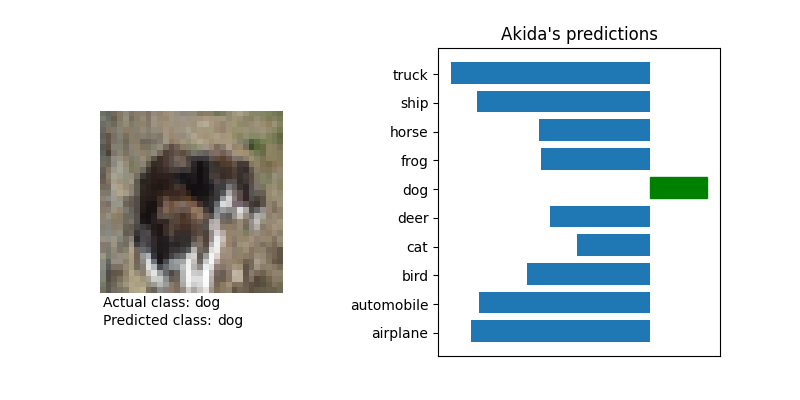 Actual class: dog
Predicted class: dog
Akida's predictions
truck
ship
horse
frog
dog
deer
cat
bird
automobile
airplane